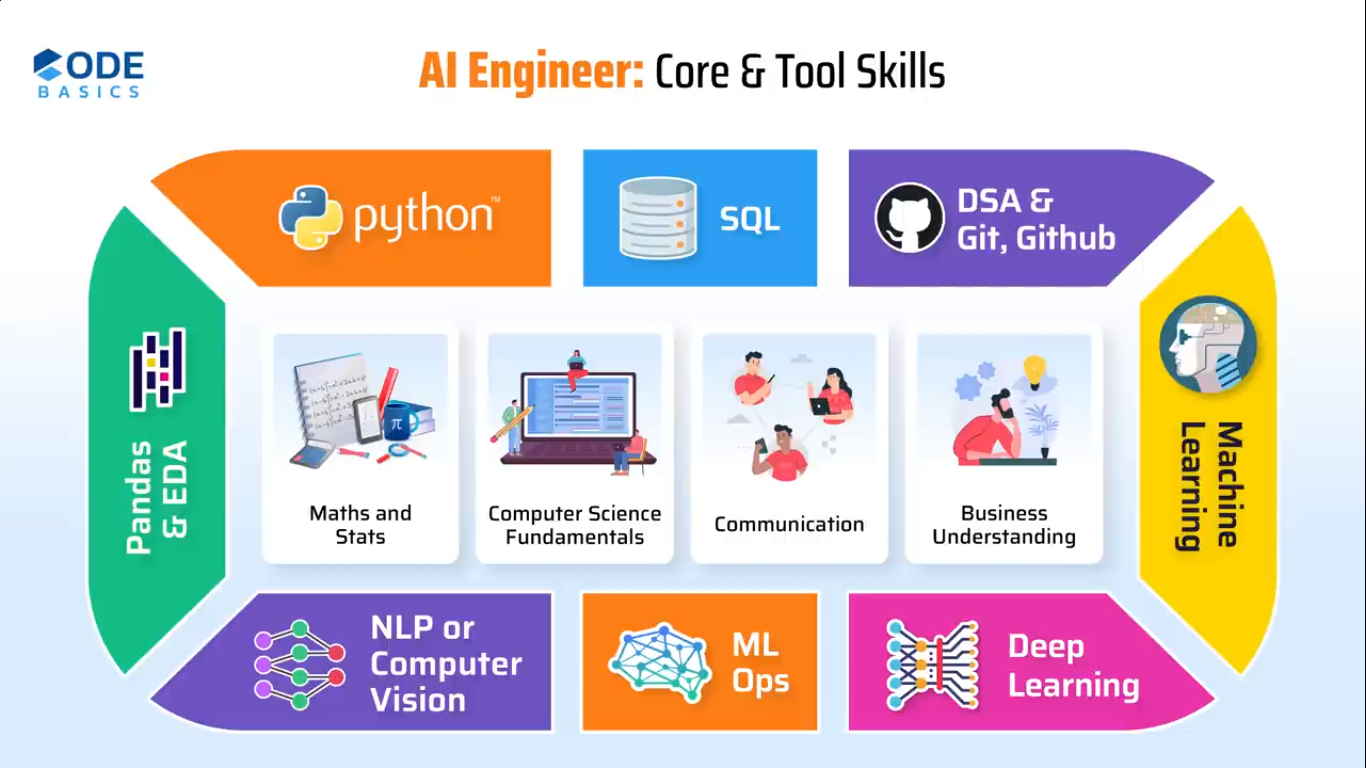 CODE
BASICS
AI Engineer: Core & Tool Skills
python™
SQL
DSA &
Git, Github
Pandas
& EDA
Machine
Learning
π
Maths and
Stats
Computer Science
Fundamentals
Communication
Business
Understanding
NLP or
Computer
Vision
ML
Ops
Deep
Learning